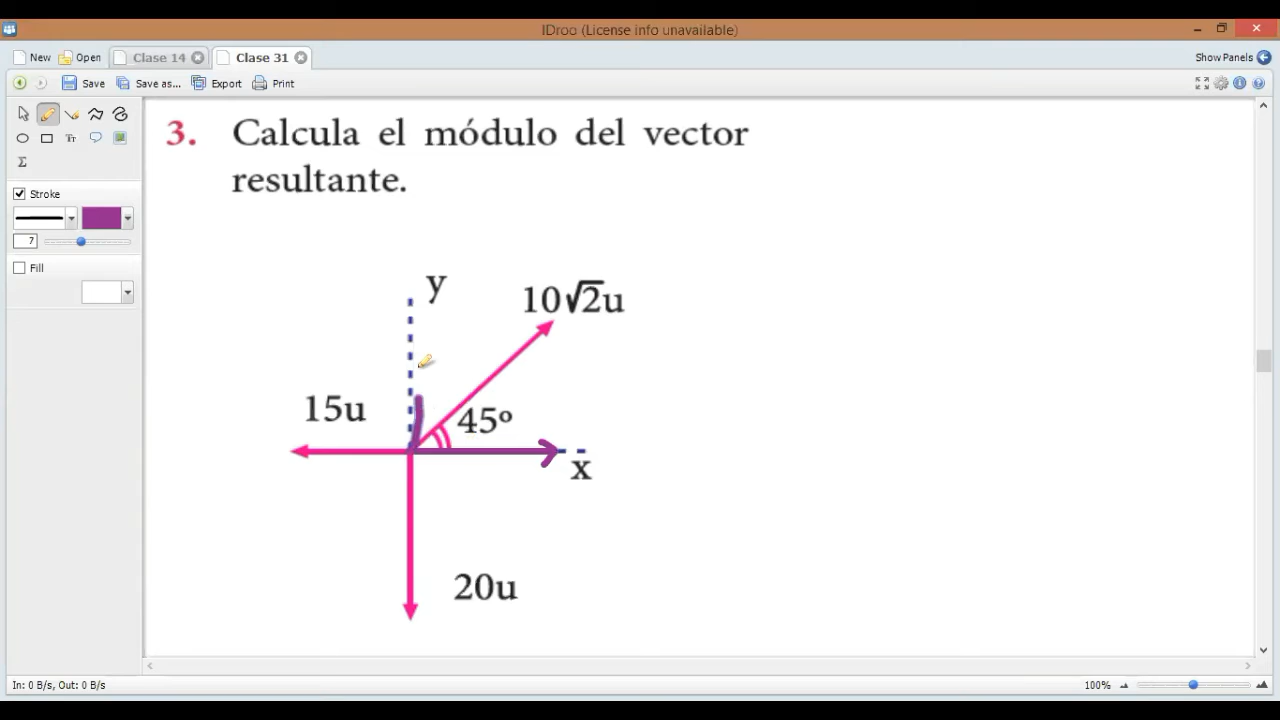 IDroo (License info unavailable)
New Open Clase 14 Clase 31 Show Panels
Save Save as... Export Print
Tt
Σ
Stroke
7
Fill
3. Calcula el módulo del vector
resultante.
y
10√2u
15u
45º
x
20u
In: 0 B/s, Out: 0 B/s 100%